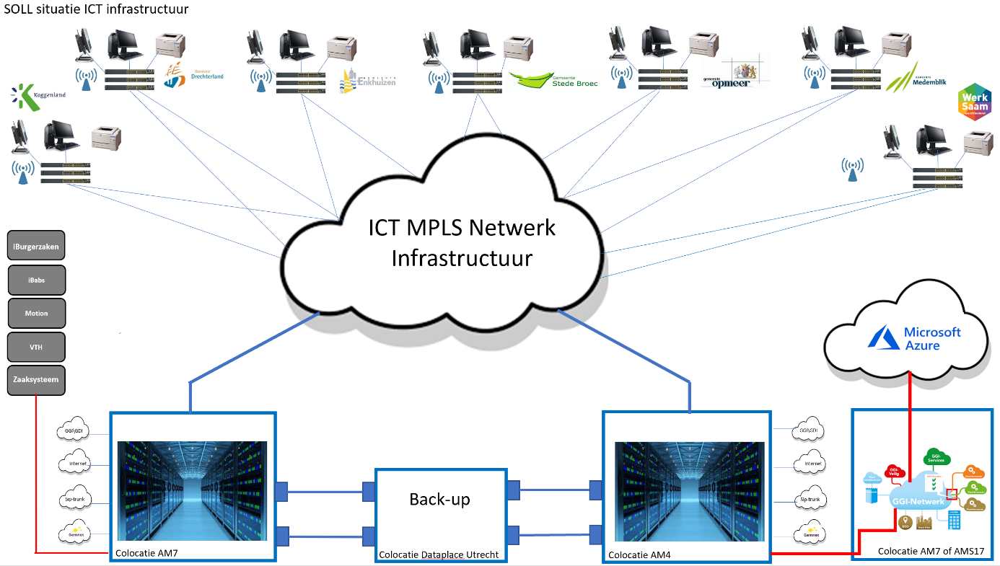 SOLL situatie ICT infrastructuur
Koggenland
Gemeente
Drechterland
Enkhuizen
Gemeente
Stede Broec
gemeente
opmeer
Medemblik
Werk
Saam
westfriesland
ICT MPLS Netwerk
Infrastructuur
IBurgerzaken
iBabs
Motion
VTH
Zaaksysteem
Microsoft
Azure
GGI\GDI
Internet
Sip-trunk
Gemnet
Colocatie AM7
Back-up
Colocatie Dataplace Utrecht
Colocatie AM4
GGI\GDI
Internet
Sip-trunk
Gemnet
GGI-
Services
GGI-
Veilig
GGI-Netwerk
Colocatie AM7 of AMS17